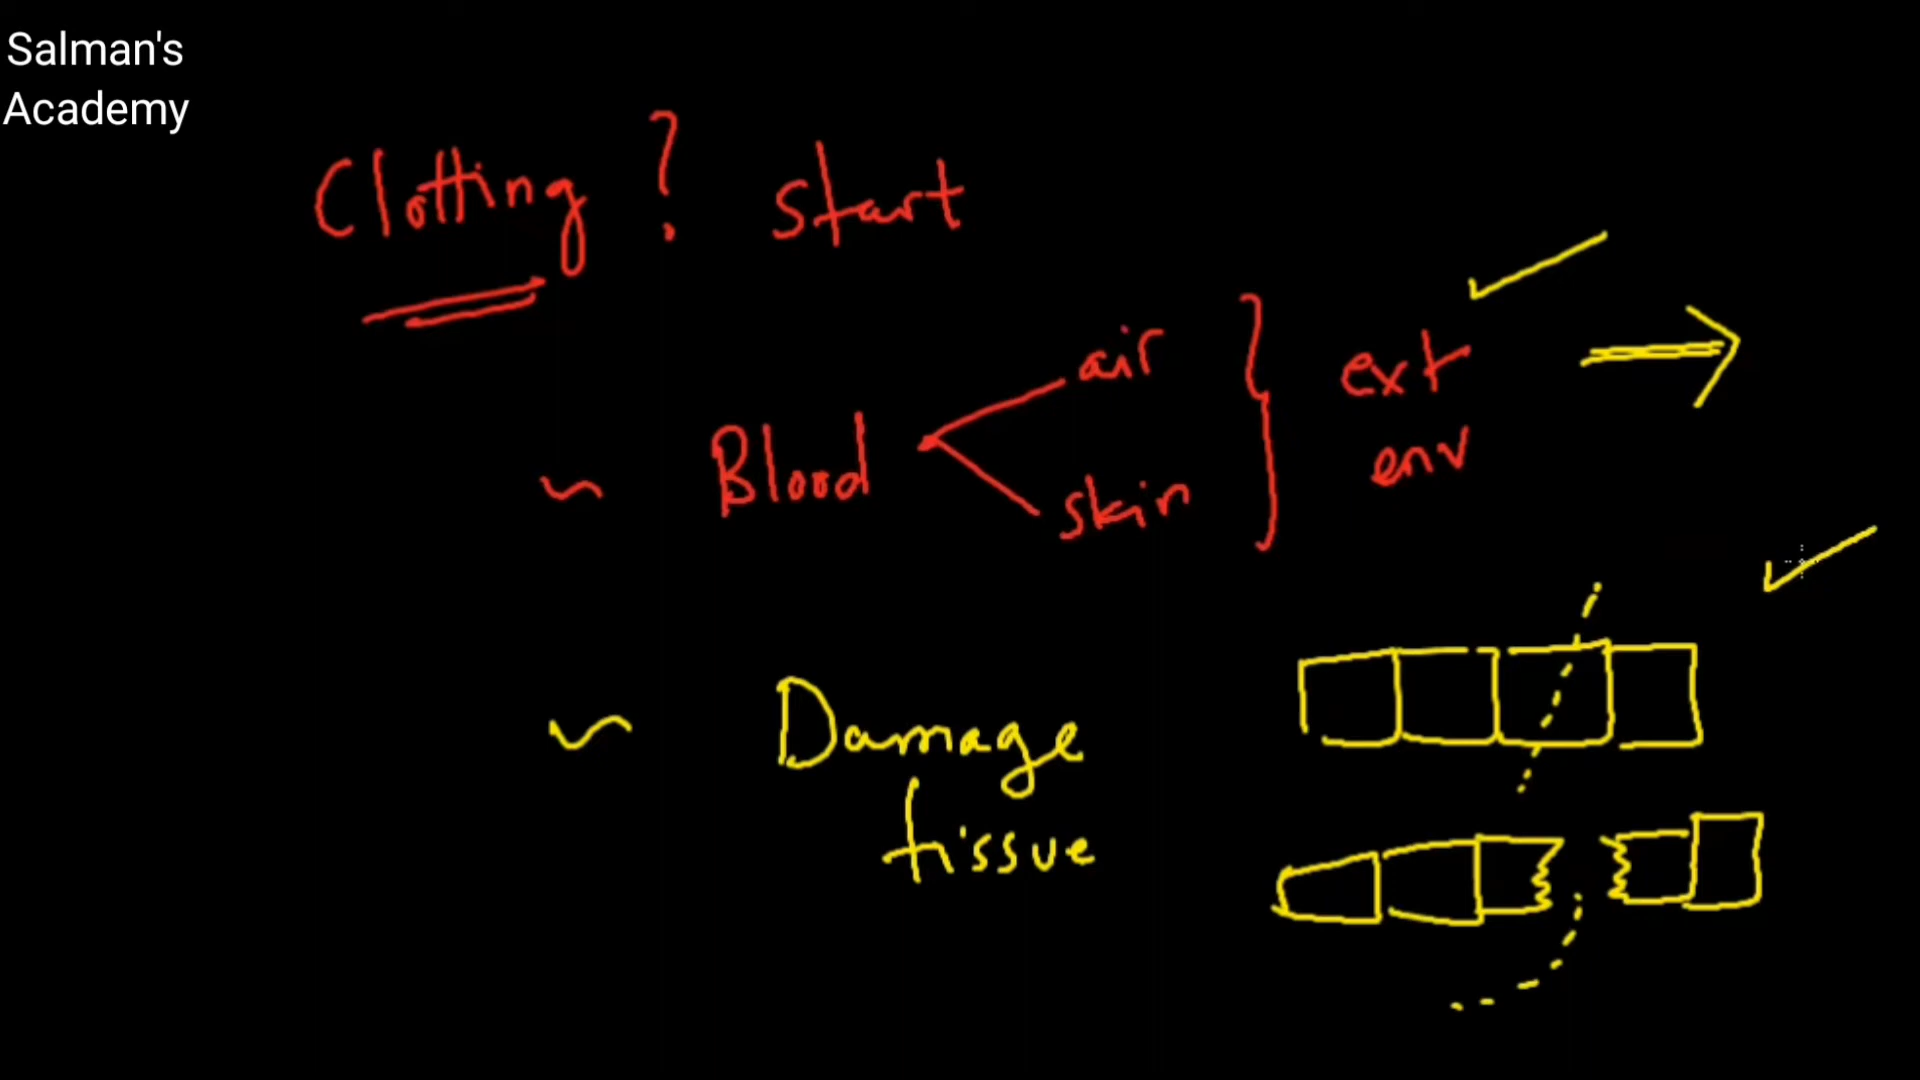 Salman's
Academy
Clotting ? start
Blood
air
skin
ext
env
Damage
tissue